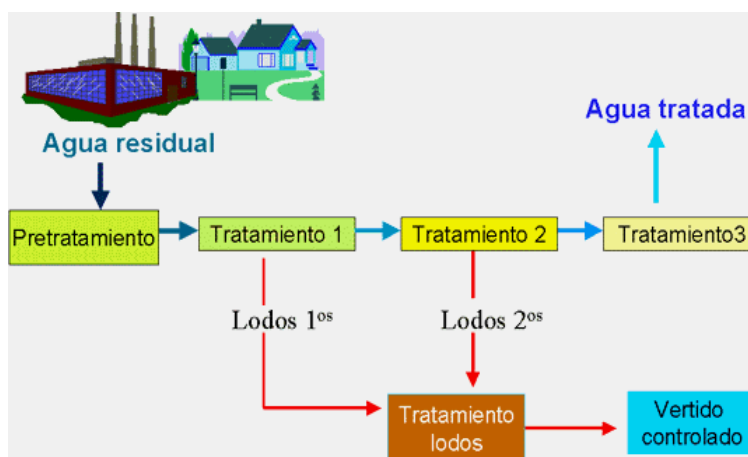 Agua residual
Agua tratada
Pretratamiento
Tratamiento 1
Tratamiento 2
Tratamiento3
Lodos 1ᵒˢ
Lodos 2ᵒˢ
Tratamiento
lodos
Vertido
controlado